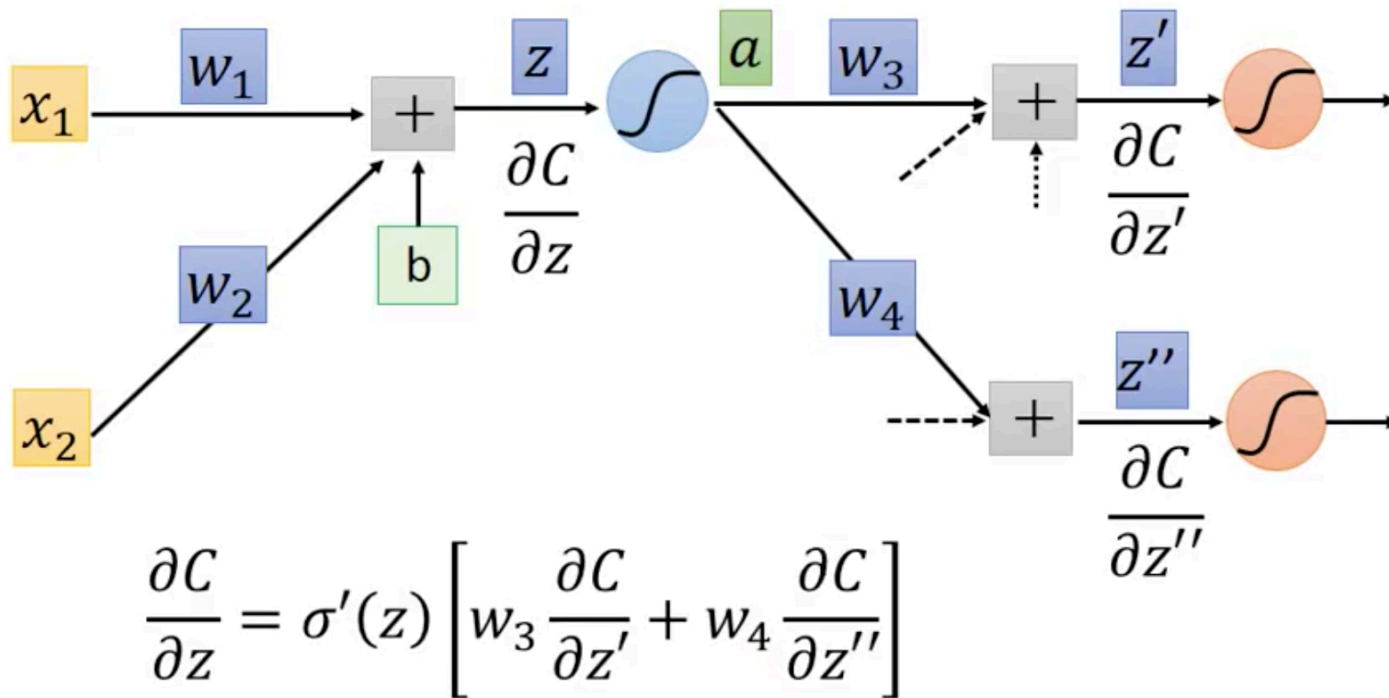 w₁ z a w₃ z′
x₁ + +
∂C/∂z ∂C/∂z′
b
w₂ w₄
z′′
x₂ +
∂C/∂z′′
∂C/∂z = σ′(z) [w₃ ∂C/∂z′ + w₄ ∂C/∂z′′]